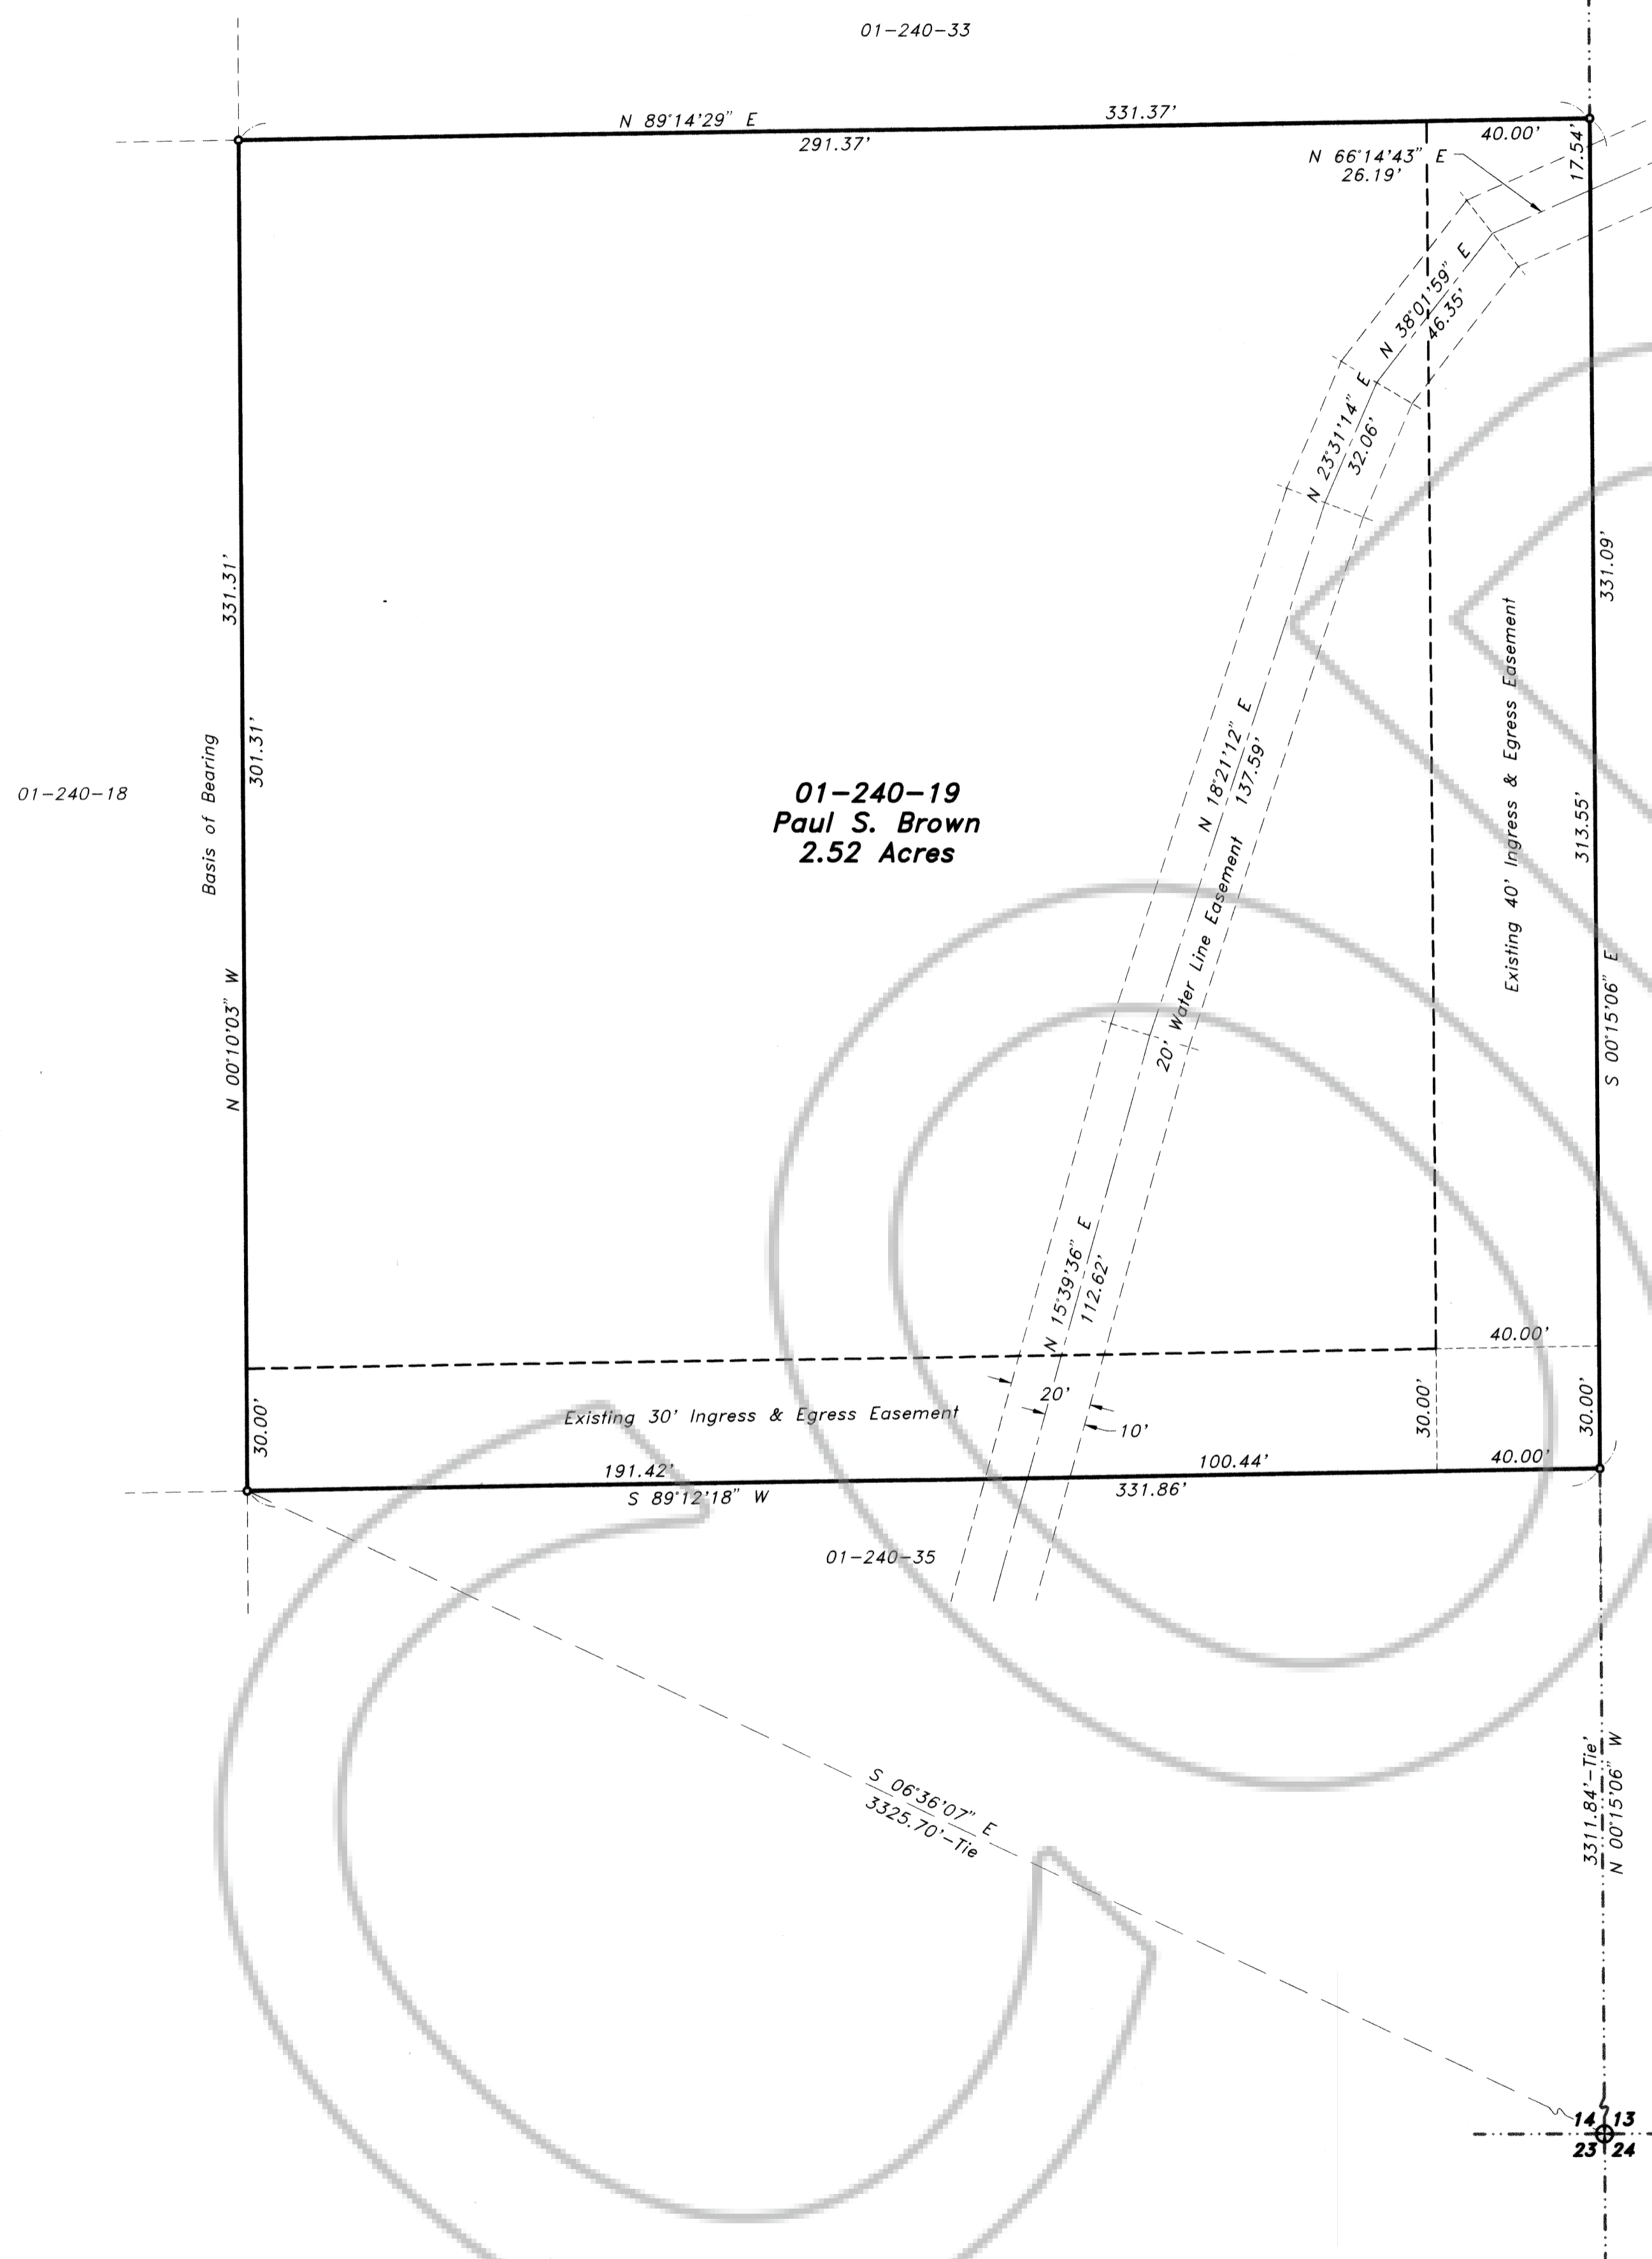 01-240-33
N 89°14'29" E
331.37'
291.37'
40.00'
17.54'
N 66°14'43" E
26.19'
N 38°01'59" E
46.35'
N 23°31'14" E
32.06'
331.31'
331.09'
Existing 40' Ingress & Egress Easement
N 18°21'12" E
137.59'
301.31'
Basis of Bearing
01-240-18
01-240-19
Paul S. Brown
2.52 Acres
313.55'
20' Water Line Easement
N 00°10'03" W
S 00°15'06" E
N 15°39'36" E
112.62'
40.00'
20'
10'
30.00'
Existing 30' Ingress & Egress Easement
30.00'
30.00'
191.42'
100.44'
40.00'
S 89°12'18" W
331.86'
01-240-35
S 06°36'07" E
3325.70'-Tie
3311.84'-Tie'
N 00°15'06" W
14 13
23 24